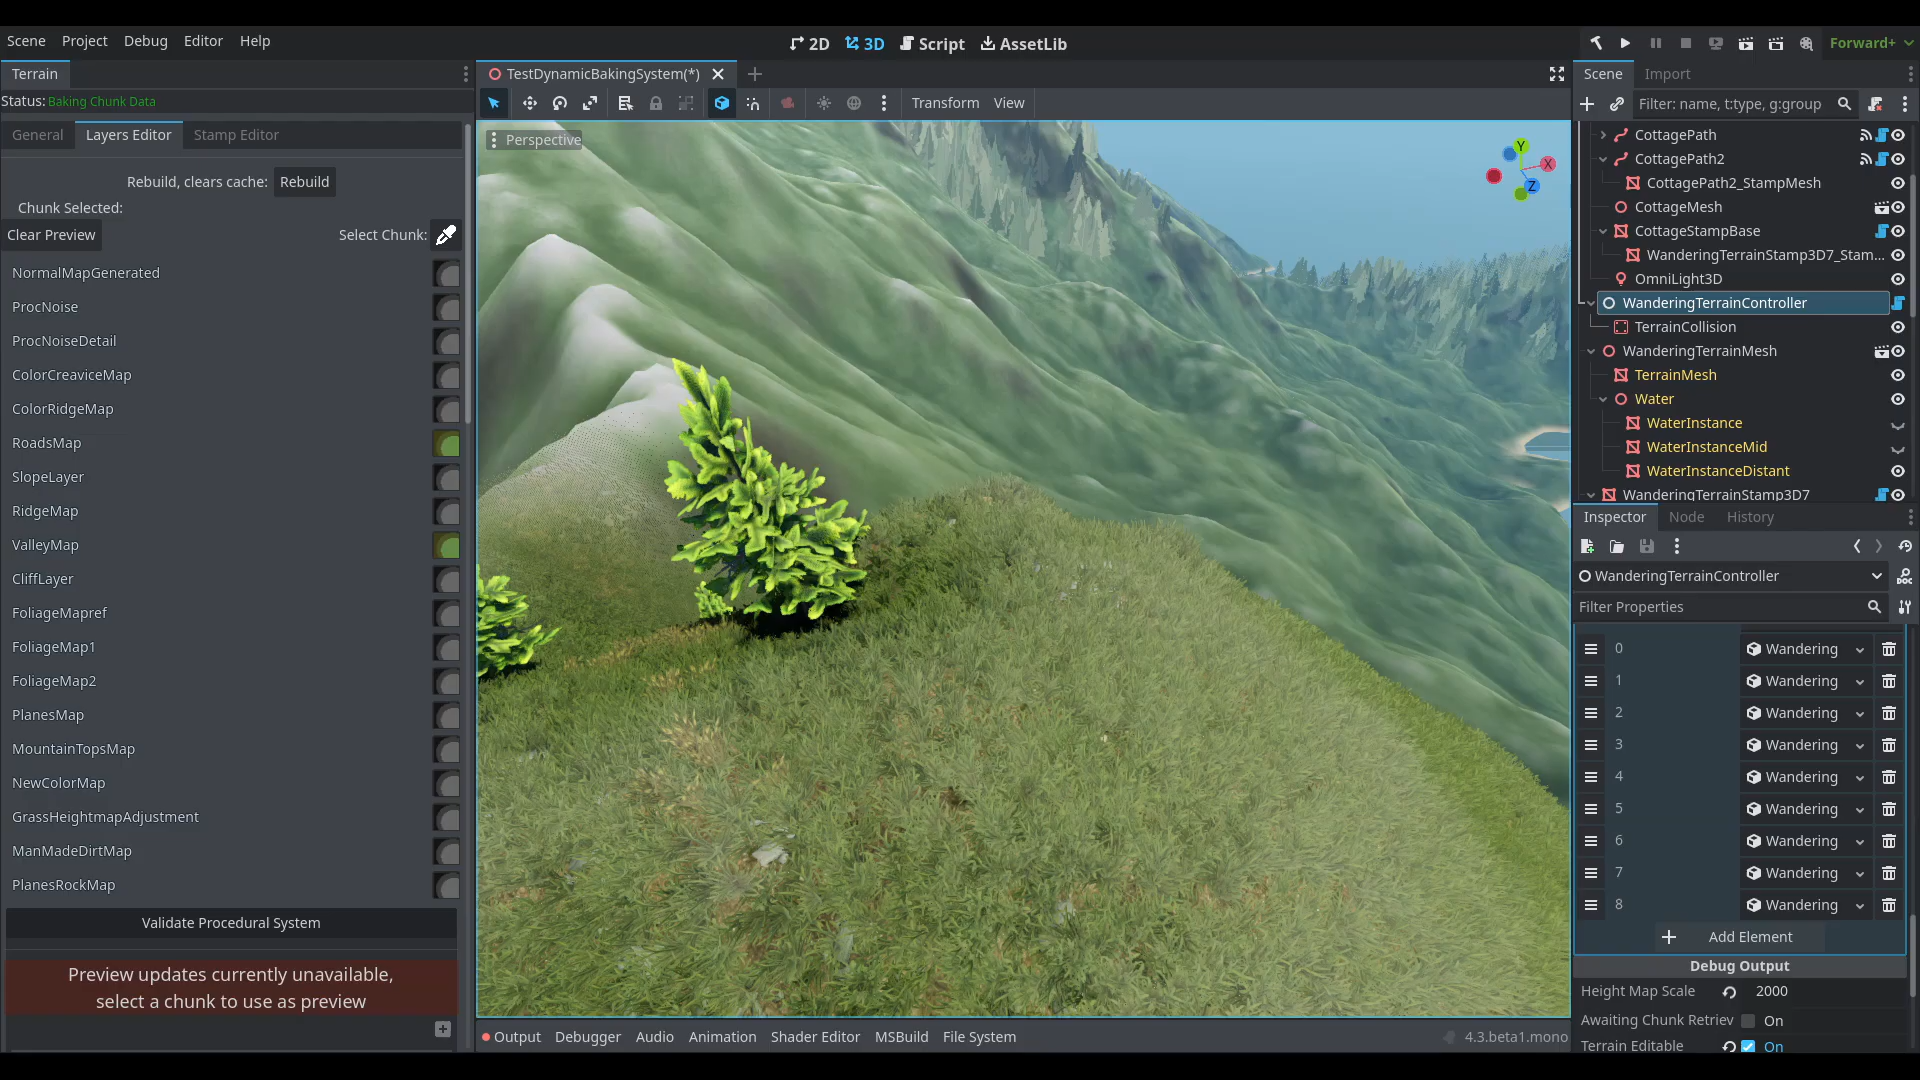 Scene Project Debug Editor Help
2D 3D Script AssetLib
Forward+
Terrain
TestDynamicBakingSystem(*)
Scene Import
Status: Baking Chunk Data
Transform View
Filter: name, t:type, g:group
General Layers Editor Stamp Editor
Rebuild, clears cache: Rebuild
Chunk Selected:
Clear Preview Select Chunk:
NormalMapGenerated
ProcNoise
ProcNoiseDetail
ColorCreaviceMap
ColorRidgeMap
RoadsMap
SlopeLayer
RidgeMap
ValleyMap
CliffLayer
FoliageMapref
FoliageMap1
FoliageMap2
PlanesMap
MountainTopsMap
NewColorMap
GrassHeightmapAdjustment
ManMadeDirtMap
PlanesRockMap
Validate Procedural System
Preview updates currently unavailable,
select a chunk to use as preview
Perspective
Y
X
Z
Output Debugger Audio Animation Shader Editor MSBuild File System
4.3.beta1.mono
CottagePath
CottagePath2
CottagePath2_StampMesh
CottageMesh
CottageStampBase
WanderingTerrainStamp3D7_Stam...
OmniLight3D
WanderingTerrainController
TerrainCollision
WanderingTerrainMesh
TerrainMesh
Water
WaterInstance
WaterInstanceMid
WaterInstanceDistant
WanderingTerrainStamp3D7
Inspector Node History
WanderingTerrainController
DOC
Filter Properties
0 Wandering
1 Wandering
2 Wandering
3 Wandering
4 Wandering
5 Wandering
6 Wandering
7 Wandering
8 Wandering
Add Element
Debug Output
Height Map Scale 2000
Awaiting Chunk Retriev On
Terrain Editable On